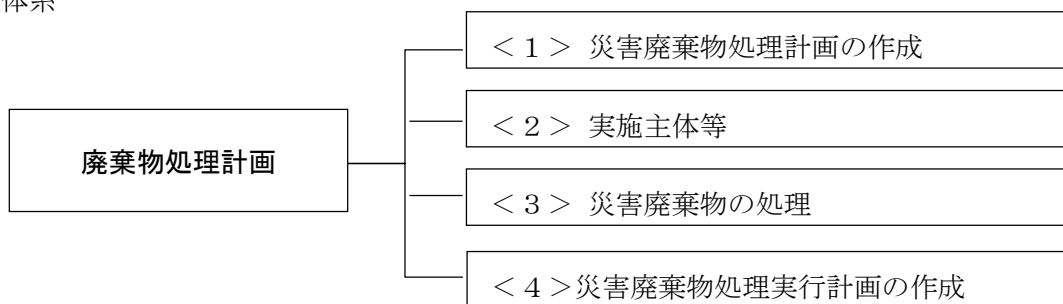 体系
＜１＞ 災害廃棄物処理計画の作成
＜２＞ 実施主体等
廃棄物処理計画
＜３＞ 災害廃棄物の処理
＜４＞災害廃棄物処理実行計画の作成